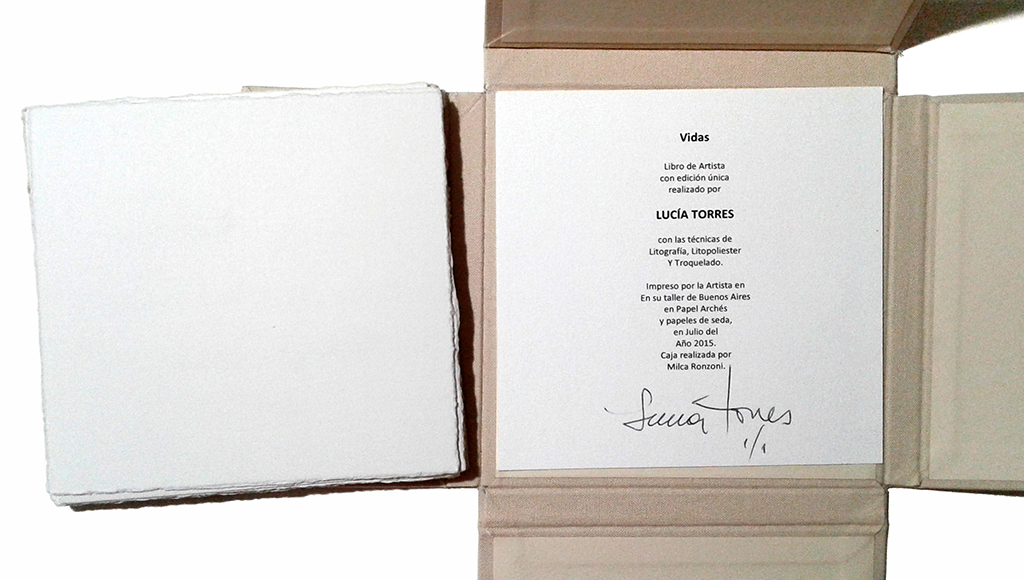 Vidas
Libro de Artista
con edición única
realizado por
LUCÍA TORRES
con las técnicas de
Litografía, Litopoliester
Y Troquelado.
Impreso por la Artista en
En su taller de Buenos Aires
en Papel Archés
y papeles de seda,
en Julio del
Año 2015.
Caja realizada por
Milca Ronzoni.
Lucía Torres
1/1